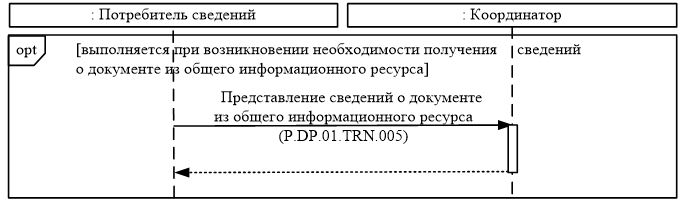 : Потребитель сведений
: Координатор
opt
[выполняется при возникновении необходимости получения сведений
о документе из общего информационного ресурса]
Представление сведений о документе
из общего информационного ресурса
(P.DP.01.TRN.005)